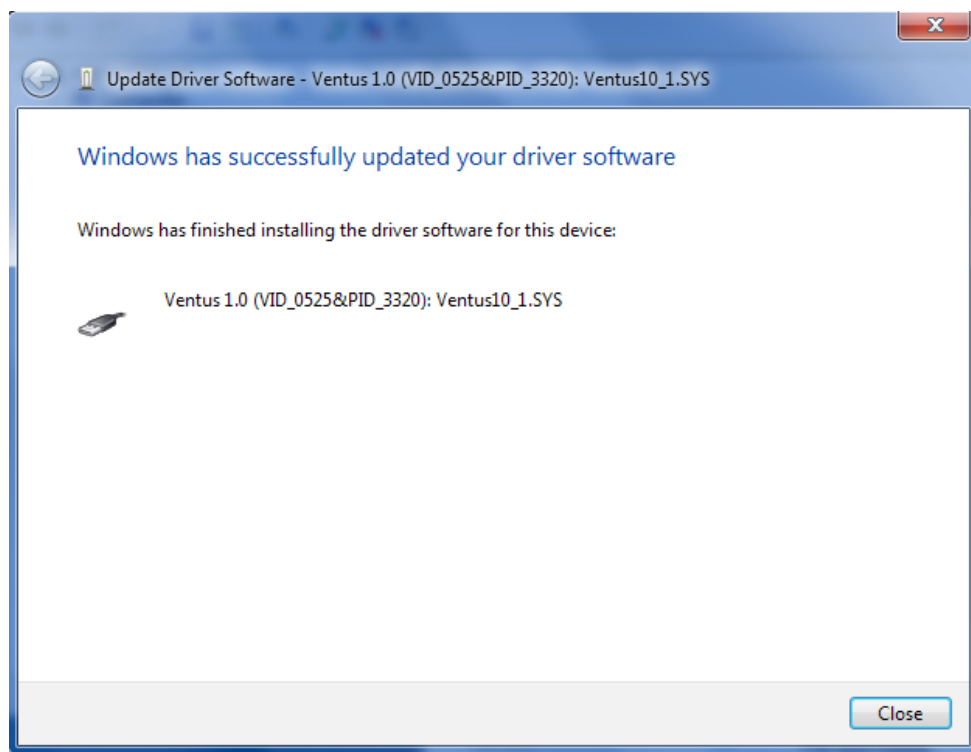 Update Driver Software - Ventus 1.0 (VID_0525&PID_3320): Ventus10_1.SYS
Windows has successfully updated your driver software
Windows has finished installing the driver software for this device:
Ventus 1.0 (VID_0525&PID_3320): Ventus10_1.SYS
Close